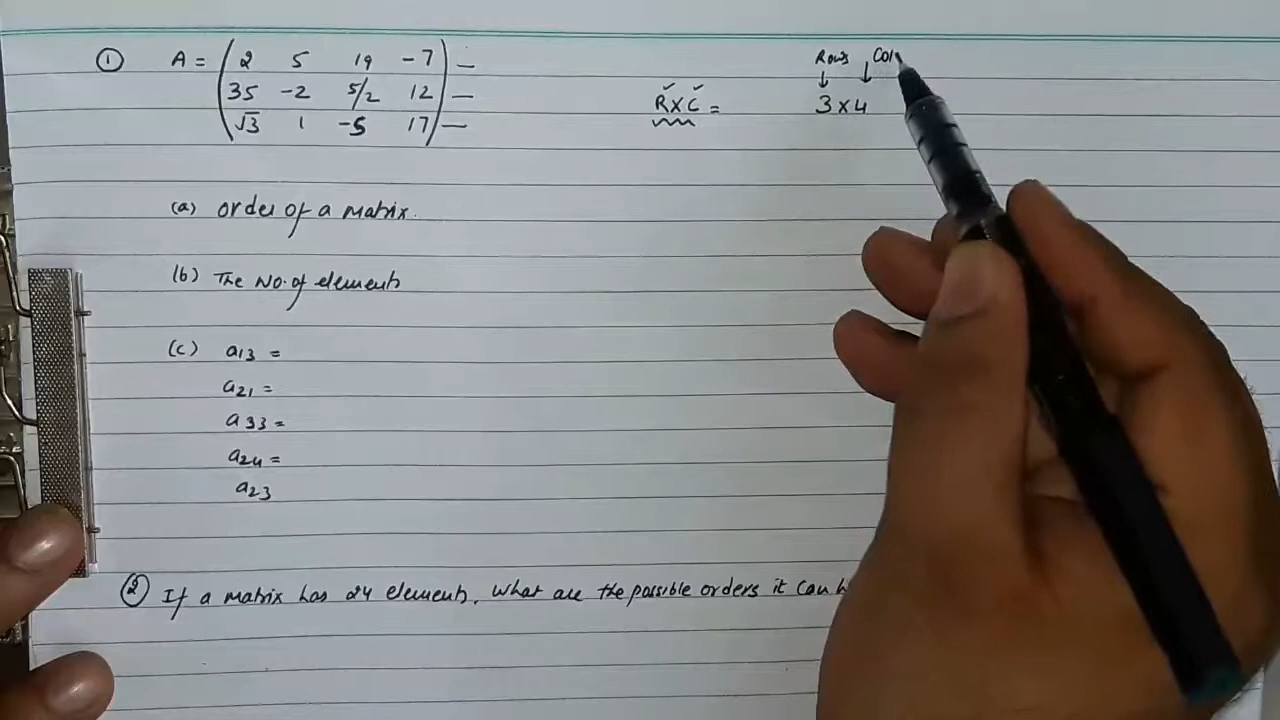 ① A = ( 2 5 19 -7 ) –
35 -2 5/2 12 –
√3 1 -5 17 –
Rows Col
R×C = 3×4
(a) order of a matrix.
(b) The No. of elements
(c) a13 =
a21 =
a33 =
a24 =
a23
② If a matrix has 24 elements, what are the possible orders it can